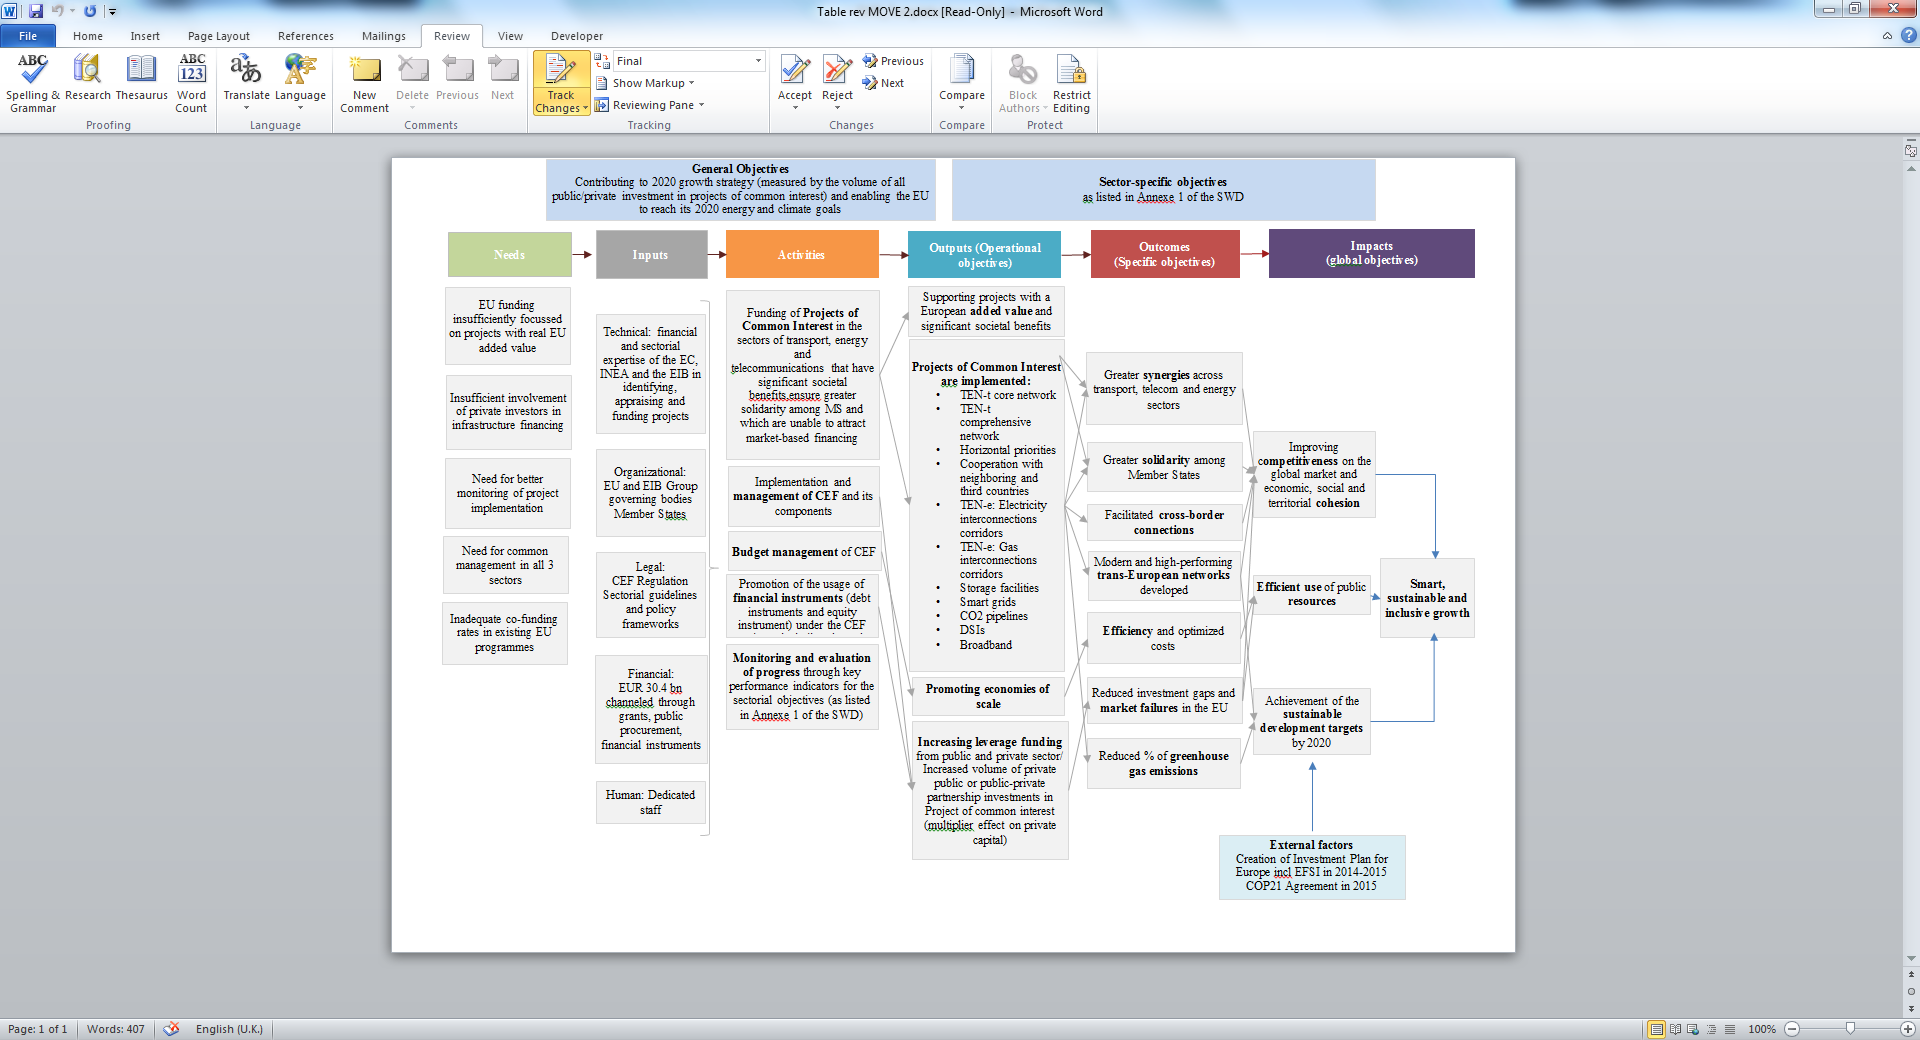 Table rev MOVE 2.docx [Read-Only] - Microsoft Word
File Home Insert Page Layout References Mailings Review View Developer
ABC
Spelling &
Grammar
Research
Thesaurus
ABC
123
Word
Count
Proofing
Translate
Language
Language
New
Comment
Delete
Previous
Next
Comments
Track
Changes
Final
Show Markup
Reviewing Pane
Tracking
Accept
Reject
Previous
Next
Changes
Compare
Compare
Block
Authors
Restrict
Editing
Protect
General Objectives
Contributing to 2020 growth strategy (measured by the volume of all
public/private investment in projects of common interest) and enabling the EU
to reach its 2020 energy and climate goals
Sector-specific objectives
as listed in Annexe 1 of the SWD
Needs
Inputs
Activities
Outputs (Operational
objectives)
Outcomes
(Specific objectives)
Impacts
(global objectives)
EU funding
insufficiently focussed
on projects with real EU
added value
Insufficient involvement
of private investors in
infrastructure financing
Need for better
monitoring of project
implementation
Need for common
management in all 3
sectors
Inadequate co-funding
rates in existing EU
programmes
Technical: financial
and sectorial
expertise of the EC,
INEA and the EIB in
identifying,
appraising and
funding projects
Organizational:
EU and EIB Group
governing bodies
Member States
Legal:
CEF Regulation
Sectorial guidelines
and policy
frameworks
Financial:
EUR 30.4 bn
channeled through
grants, public
procurement,
financial instruments
Human: Dedicated
staff
Funding of Projects of
Common Interest in the
sectors of transport, energy
and
telecommunications that have
significant societal
benefits,ensure greater
solidarity among MS and
which are unable to attract
market-based financing
Implementation and
management of CEF and its
components
Budget management of CEF
Promotion of the usage of
financial instruments (debt
instruments and equity
instrument) under the CEF
Monitoring and evaluation
of progress through key
performance indicators for the
sectorial objectives (as listed
in Annexe 1 of the SWD)
Supporting projects with a
European added value and
significant societal benefits
Projects of Common Interest
are implemented:
• TEN-t core network
• TEN-t
comprehensive
network
• Horizontal priorities
• Cooperation with
neighboring and
third countries
• TEN-e: Electricity
interconnections
corridors
• TEN-e: Gas
interconnections
corridors
• Storage facilities
• Smart grids
• CO2 pipelines
• DSIs
• Broadband
Promoting economies of
scale
Increasing leverage funding
from public and private sector/
Increased volume of private
public or public-private
partnership investments in
Project of common interest
(multiplier effect on private
capital)
Greater synergies across
transport, telecom and energy
sectors
Greater solidarity among
Member States
Facilitated cross-border
connections
Modern and high-performing
trans-European networks
developed
Efficiency and optimized
costs
Reduced investment gaps and
market failures in the EU
Reduced % of greenhouse
gas emissions
Improving
competitiveness on the
global market and
economic, social and
territorial cohesion
Efficient use of public
resources
Achievement of the
sustainable
development targets
by 2020
Smart,
sustainable and
inclusive growth
External factors
Creation of Investment Plan for
Europe incl EFSI in 2014-2015
COP21 Agreement in 2015
Page: 1 of 1 Words: 407 English (U.K.) 100%